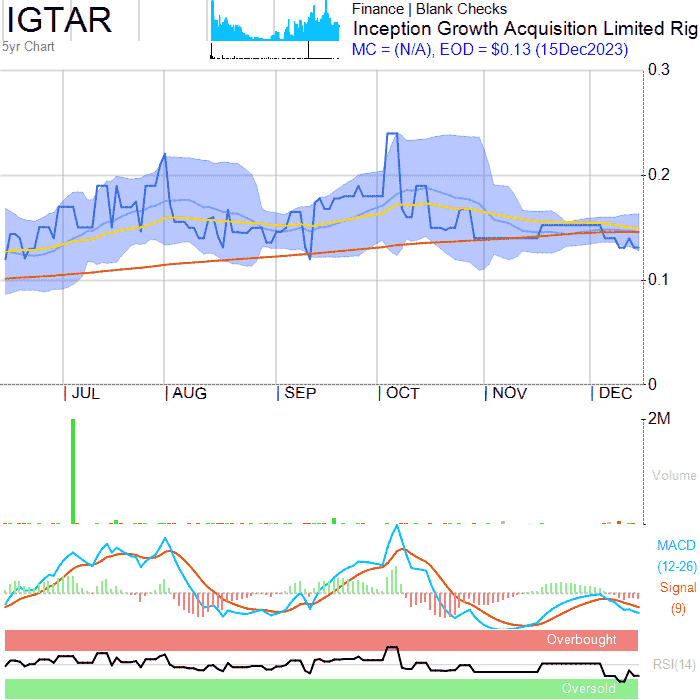 IGTAR
5yr Chart
Finance | Blank Checks
Inception Growth Acquisition Limited Rig
MC = (N/A), EOD = $0.13 (15Dec2023)
0.3
0.2
0.1
0
JUL AUG SEP OCT NOV DEC
2M
Volume
MACD
(12-26)
Signal
(9)
Overbought
RSI(14)
Oversold